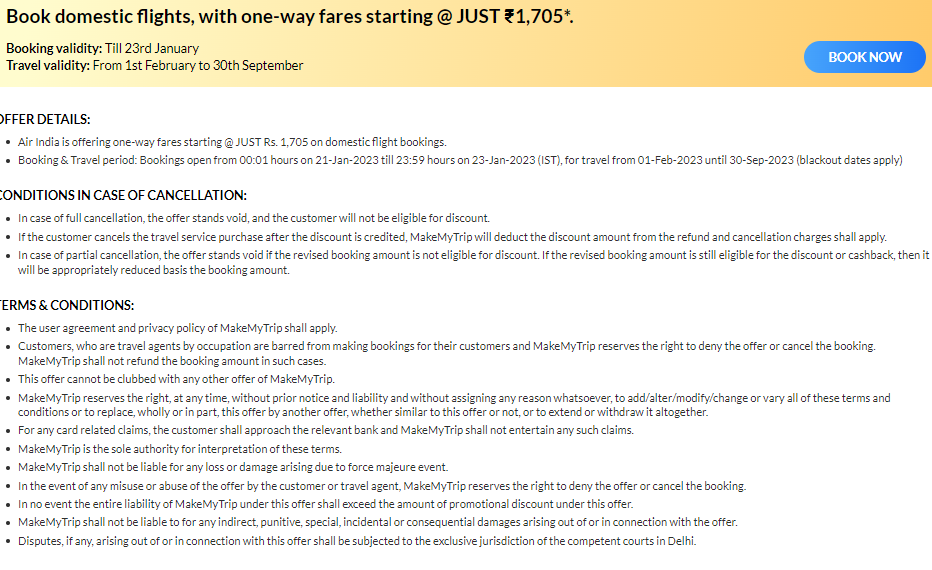 Book domestic flights, with one-way fares starting @ JUST ₹1,705*.
Booking validity: Till 23rd January
Travel validity: From 1st February to 30th September
BOOK NOW
OFFER DETAILS:
• Air India is offering one-way fares starting @ JUST Rs. 1,705 on domestic flight bookings.
• Booking & Travel period: Bookings open from 00:01 hours on 21-Jan-2023 till 23:59 hours on 23-Jan-2023 (IST), for travel from 01-Feb-2023 until 30-Sep-2023 (blackout dates apply)
CONDITIONS IN CASE OF CANCELLATION:
• In case of full cancellation, the offer stands void, and the customer will not be eligible for discount.
• If the customer cancels the travel service purchase after the discount is credited, MakeMyTrip will deduct the discount amount from the refund and cancellation charges shall apply.
• In case of partial cancellation, the offer stands void if the revised booking amount is not eligible for discount. If the revised booking amount is still eligible for the discount or cashback, then it
will be appropriately reduced basis the booking amount.
TERMS & CONDITIONS:
• The user agreement and privacy policy of MakeMyTrip shall apply.
• Customers, who are travel agents by occupation are barred from making bookings for their customers and MakeMyTrip reserves the right to deny the offer or cancel the booking.
MakeMyTrip shall not refund the booking amount in such cases.
• This offer cannot be clubbed with any other offer of MakeMyTrip.
• MakeMyTrip reserves the right, at any time, without prior notice and liability and without assigning any reason whatsoever, to add/alter/modify/change or vary all of these terms and
conditions or to replace, wholly or in part, this offer by another offer, whether similar to this offer or not, or to extend or withdraw it altogether.
• For any card related claims, the customer shall approach the relevant bank and MakeMyTrip shall not entertain any such claims.
• MakeMyTrip is the sole authority for interpretation of these terms.
• MakeMyTrip shall not be liable for any loss or damage arising due to force majeure event.
• In the event of any misuse or abuse of the offer by the customer or travel agent, MakeMyTrip reserves the right to deny the offer or cancel the booking.
• In no event the entire liability of MakeMyTrip under this offer shall exceed the amount of promotional discount under this offer.
• MakeMyTrip shall not be liable to for any indirect, punitive, special, incidental or consequential damages arising out of or in connection with the offer.
• Disputes, if any, arising out of or in connection with this offer shall be subjected to the exclusive jurisdiction of the competent courts in Delhi.